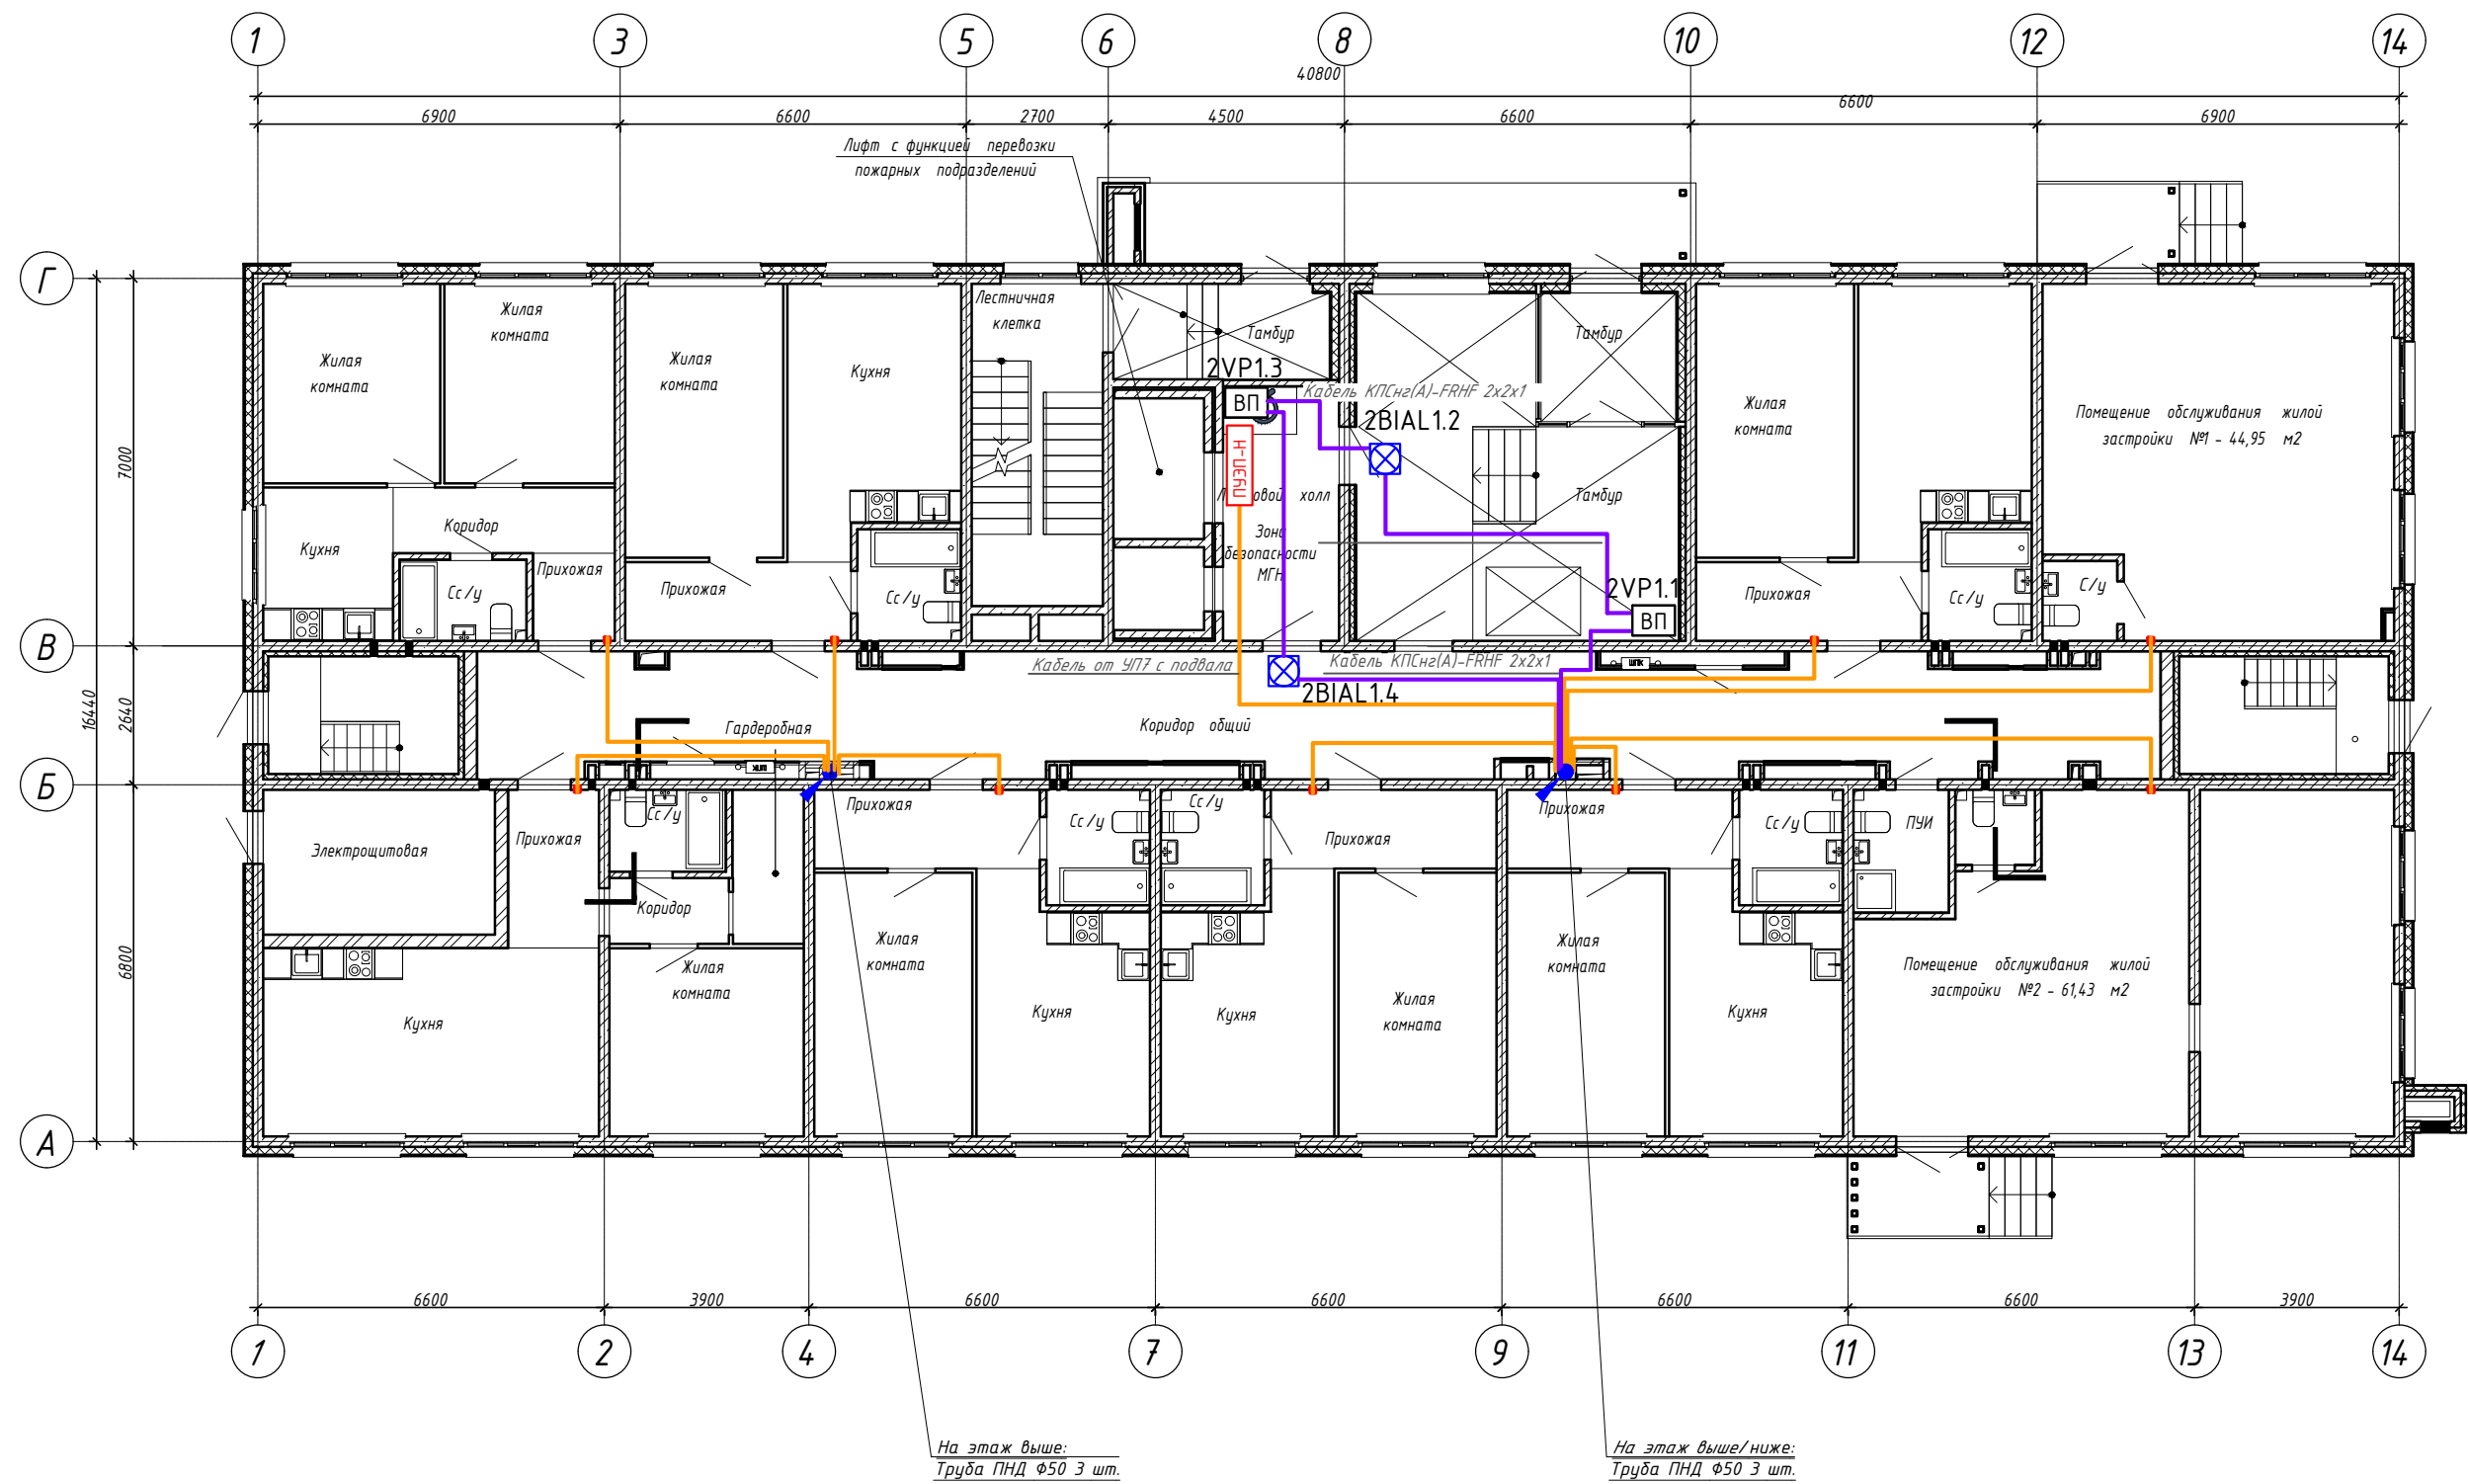 1
3
5
6
8
10
12
14
40800
6900
6600
2700
4500
6600
6600
6900
Лифт с функцией перевозки
пожарных подразделений
Г
В
Б
А
7000
2640
6800
16440
Жилая
комната
Жилая
комната
Жилая
комната
Кухня
Лестничная
клетка
Тамбур
Тамбур
2VP1.3
ВП
Кабель КПСнг(А)-FRHF 2х2х1
2BIAL1.2
ПУЭП-Н
холл
Тамбур
Зона
безопасности
МГН
Жилая
комната
Помещение обслуживания жилой
застройки №1 - 44,95 м2
Коридор
Кухня
Прихожая
Сс/у
Прихожая
Сс/у
2VP1.1
ВП
Прихожая
Сс/у
С/у
Кабель от УП7 с подвала
Кабель КПСнг(А)-FRHF 2х2х1
ШПК
2BIAL1.4
Гардеробная
Коридор общий
ШПК
Электрощитовая
Прихожая
Сс/у
Коридор
Прихожая
Сс/у
Сс/у
Прихожая
Прихожая
Сс/у
ПУИ
Кухня
Жилая
комната
Жилая
комната
Кухня
Кухня
Жилая
комната
Жилая
комната
Кухня
Помещение обслуживания жилой
застройки №2 - 61,43 м2
6600
3900
6600
6600
6600
6600
3900
1
2
4
7
9
11
13
14
На этаж выше:
Труба ПНД Ф50 3 шт.
На этаж выше/ниже:
Труба ПНД Ф50 3 шт.